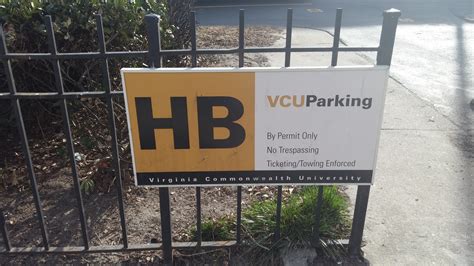 HB
VCUParking
By Permit Only
No Trespassing
Ticketing/Towing Enforced
Virginia Commonwealth University